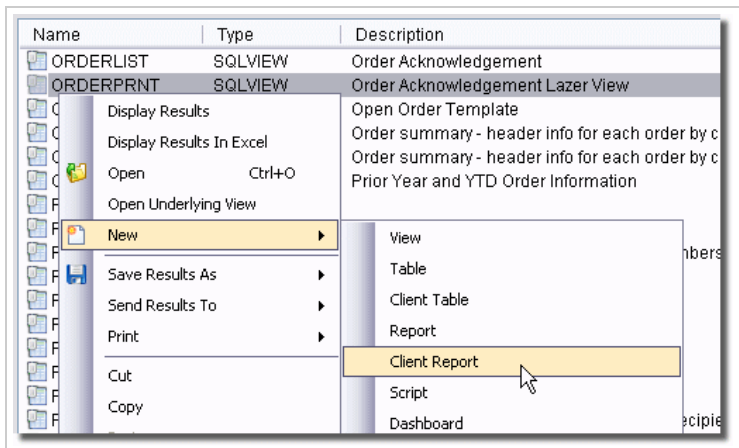 Name Type Description
ORDERLIST SQLVIEW Order Acknowledgement
ORDERPRNT SQLVIEW Order Acknowledgement Lazer View
Display Results Open Order Template
Display Results In Excel Order summary - header info for each order by c
Order summary - header info for each order by c
Open Ctrl+O Prior Year and YTD Order Information
Open Underlying View
New
View
Table
Client Table
Report
Client Report
Script
Dashboard
Save Results As
Send Results To
Print
Cut
Copy